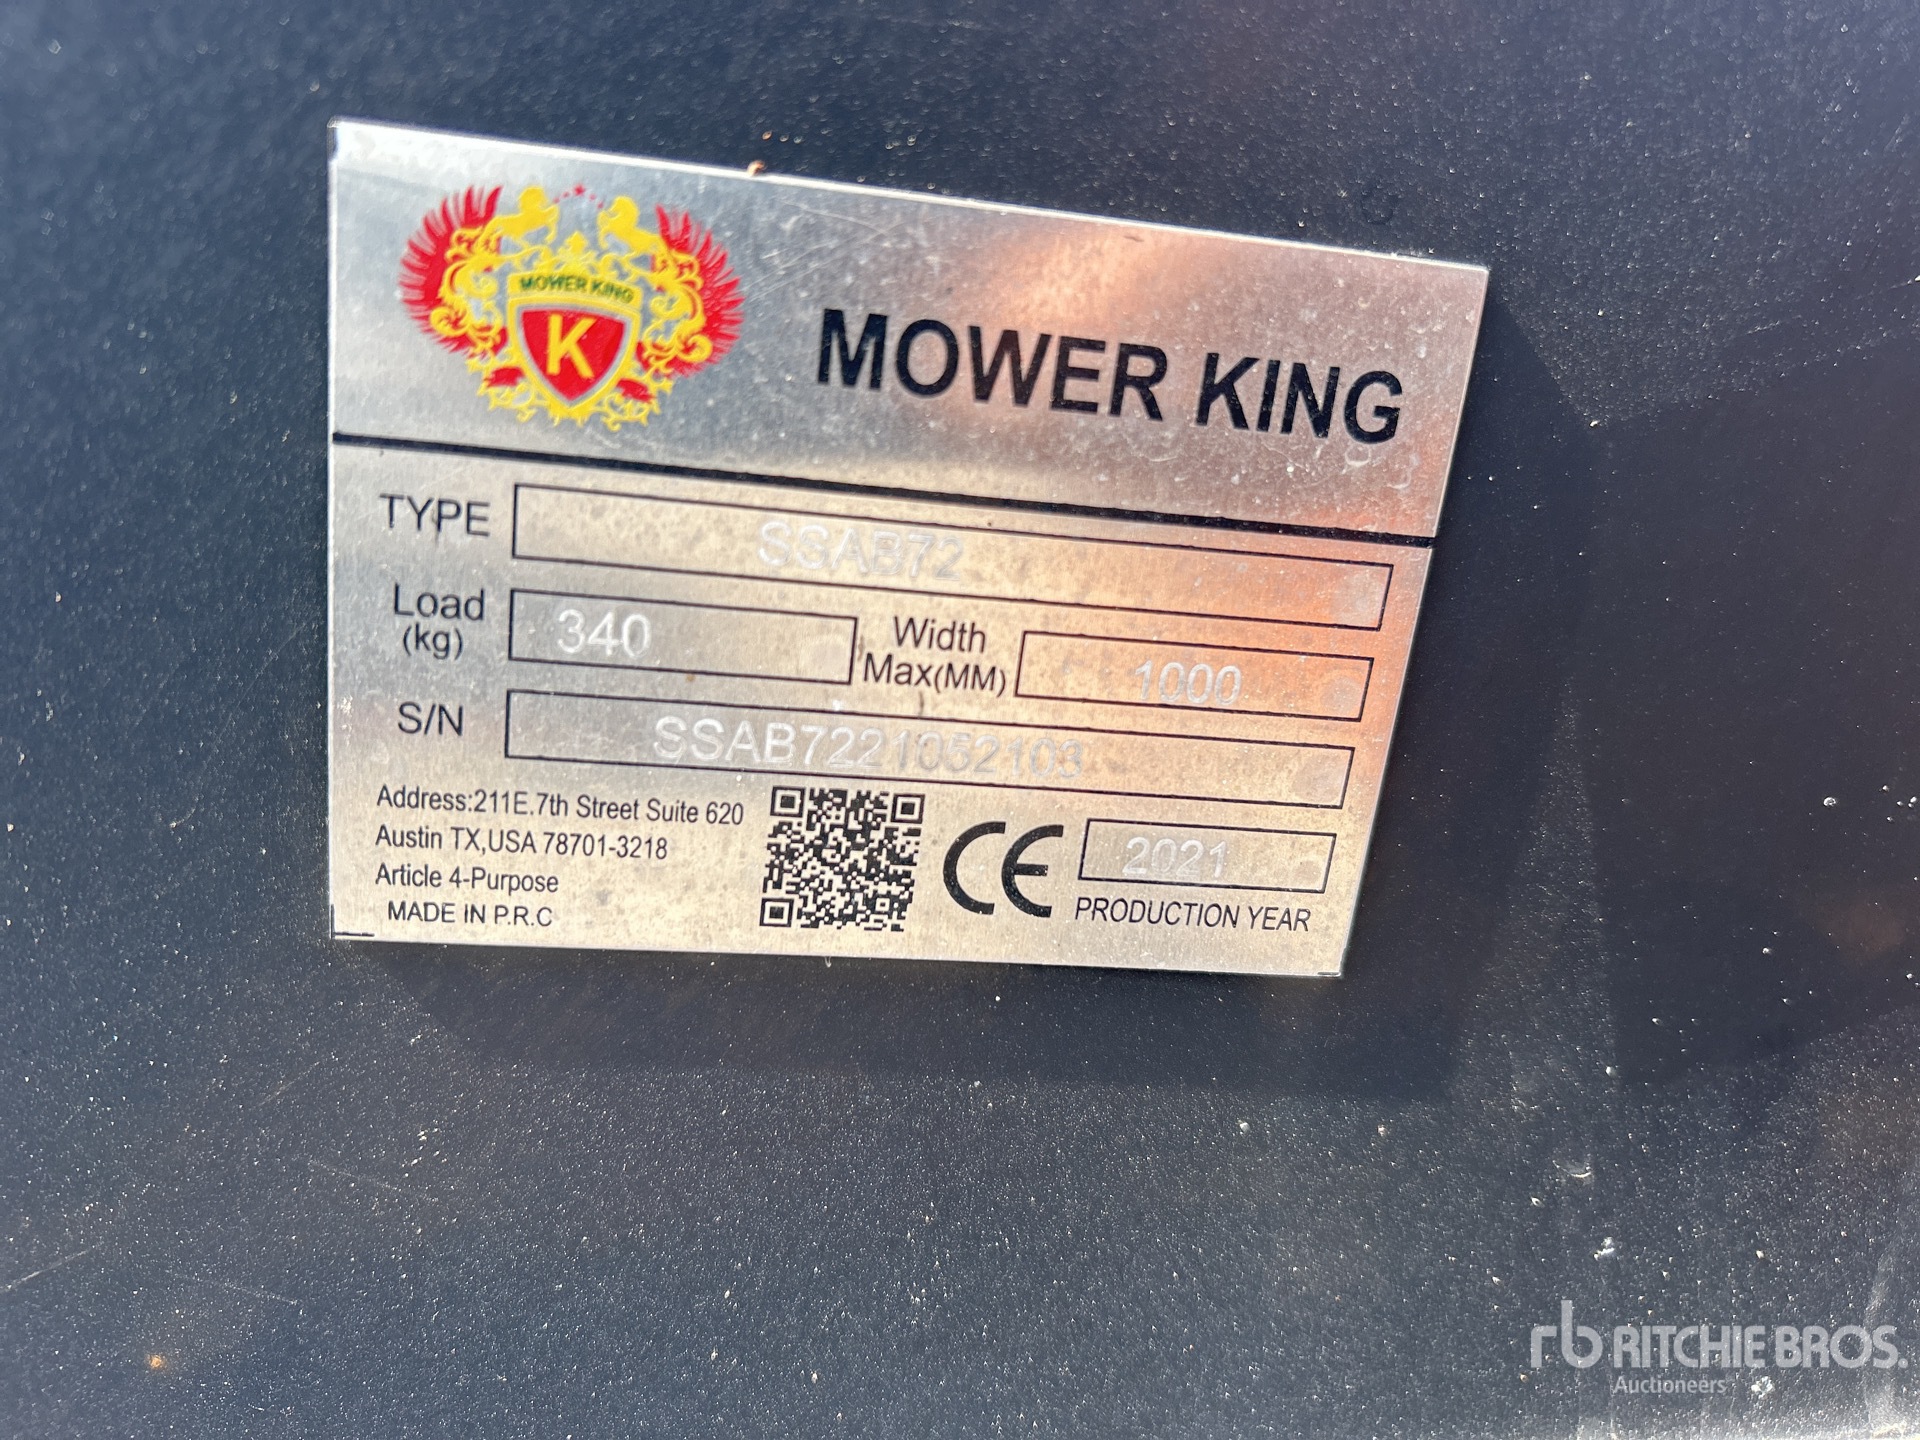 MOWER KING
K
MOWER KING
TYPE SSAB72
Load (kg) 340 Width Max(MM) 1000
S/N SSAB7221052103
Address:211E.7th Street Suite 620
Austin TX,USA 78701-3218
Article 4-Purpose
MADE IN P.R.C
CE
2021
PRODUCTION YEAR
rb RITCHIE BROS.
Auctioneers